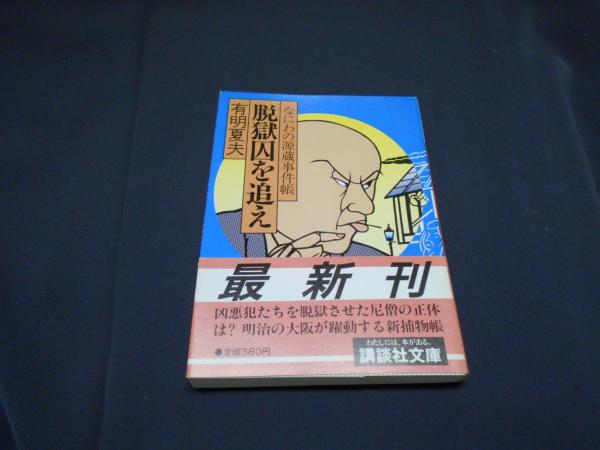 なにわの源蔵事件帳
脱獄囚を追え
有明夏夫
最新刊
凶悪犯たちを脱獄させた尼僧の正体
は？明治の大阪が躍動する新捕物帳
●定価380円
わたしには、本がある。
講談社文庫